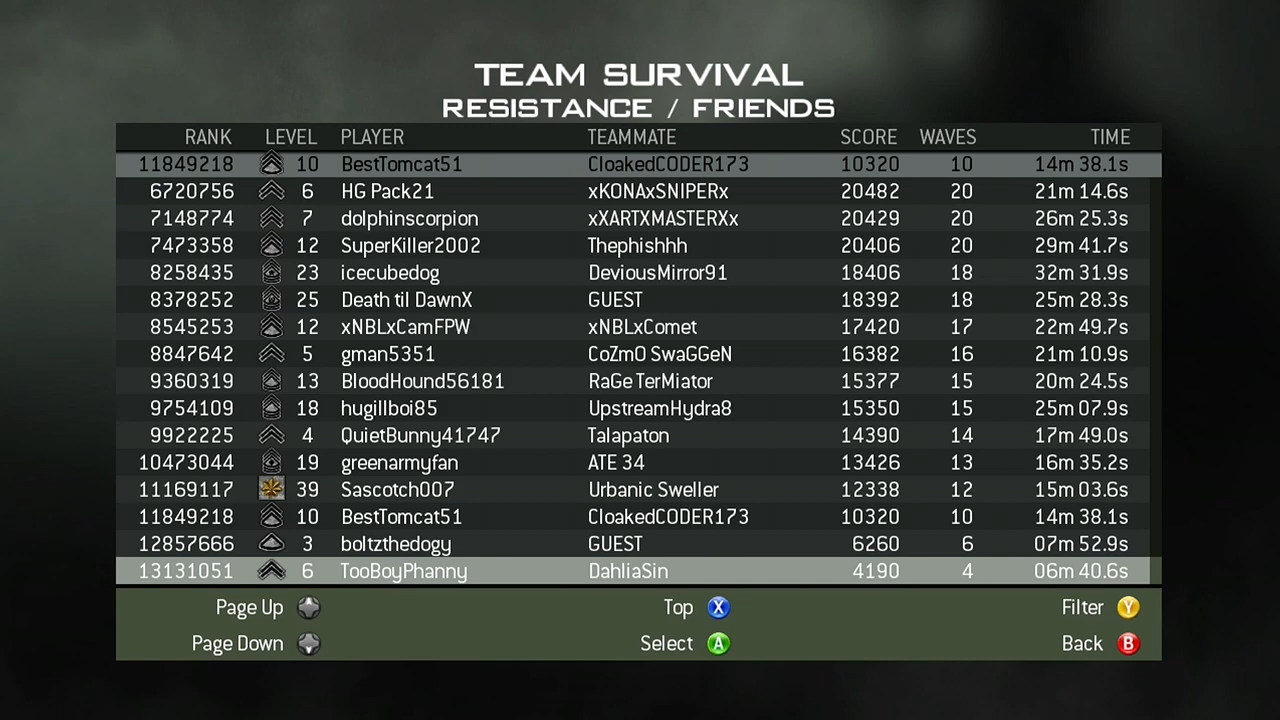 TEAM SURVIVAL
RESISTANCE / FRIENDS
RANK LEVEL PLAYER TEAMMATE SCORE WAVES TIME
11849218 10 BestTomcat51 CloakedCODER173 10320 10 14m 38.1s
6720756 6 HG Pack21 xKONAxSNIPERx 20482 20 21m 14.6s
7148774 7 dolphinscorpion xXARTXMASTERXx 20429 20 26m 25.3s
7473358 12 SuperKiller2002 Thephishhh 20406 20 29m 41.7s
8258435 23 icecubedog DeviousMirror91 18406 18 32m 31.9s
8378252 25 Death til DawnX GUEST 18392 18 25m 28.3s
8545253 12 xNBLxCamFPW xNBLxComet 17420 17 22m 49.7s
8847642 5 gman5351 CoZmO SwaGGeN 16382 16 21m 10.9s
9360319 13 BloodHound56181 RaGe TerMiator 15377 15 20m 24.5s
9754109 18 hugillboi85 UpstreamHydra8 15350 15 25m 07.9s
9922225 4 QuietBunny41747 Talapaton 14390 14 17m 49.0s
10473044 19 greenarmyfan ATE 34 13426 13 16m 35.2s
11169117 39 Sascotch007 Urbanic Sweller 12338 12 15m 03.6s
11849218 10 BestTomcat51 CloakedCODER173 10320 10 14m 38.1s
12857666 3 boltzthedogy GUEST 6260 6 07m 52.9s
13131051 6 TooBoyPhanny DahliaSin 4190 4 06m 40.6s
Page Up Top X Filter Y
Page Down Select A Back B